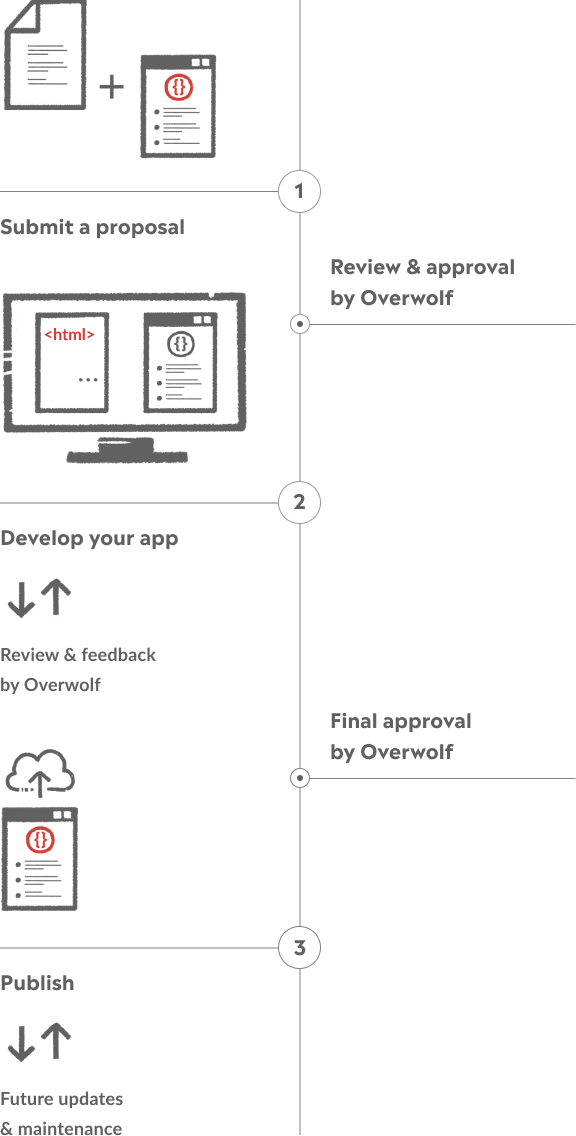 {}
1
Submit a proposal
Review & approval
by Overwolf
<html>
...
{}
2
Develop your app
Review & feedback
by Overwolf
Final approval
by Overwolf
{}
3
Publish
Future updates
& maintenance